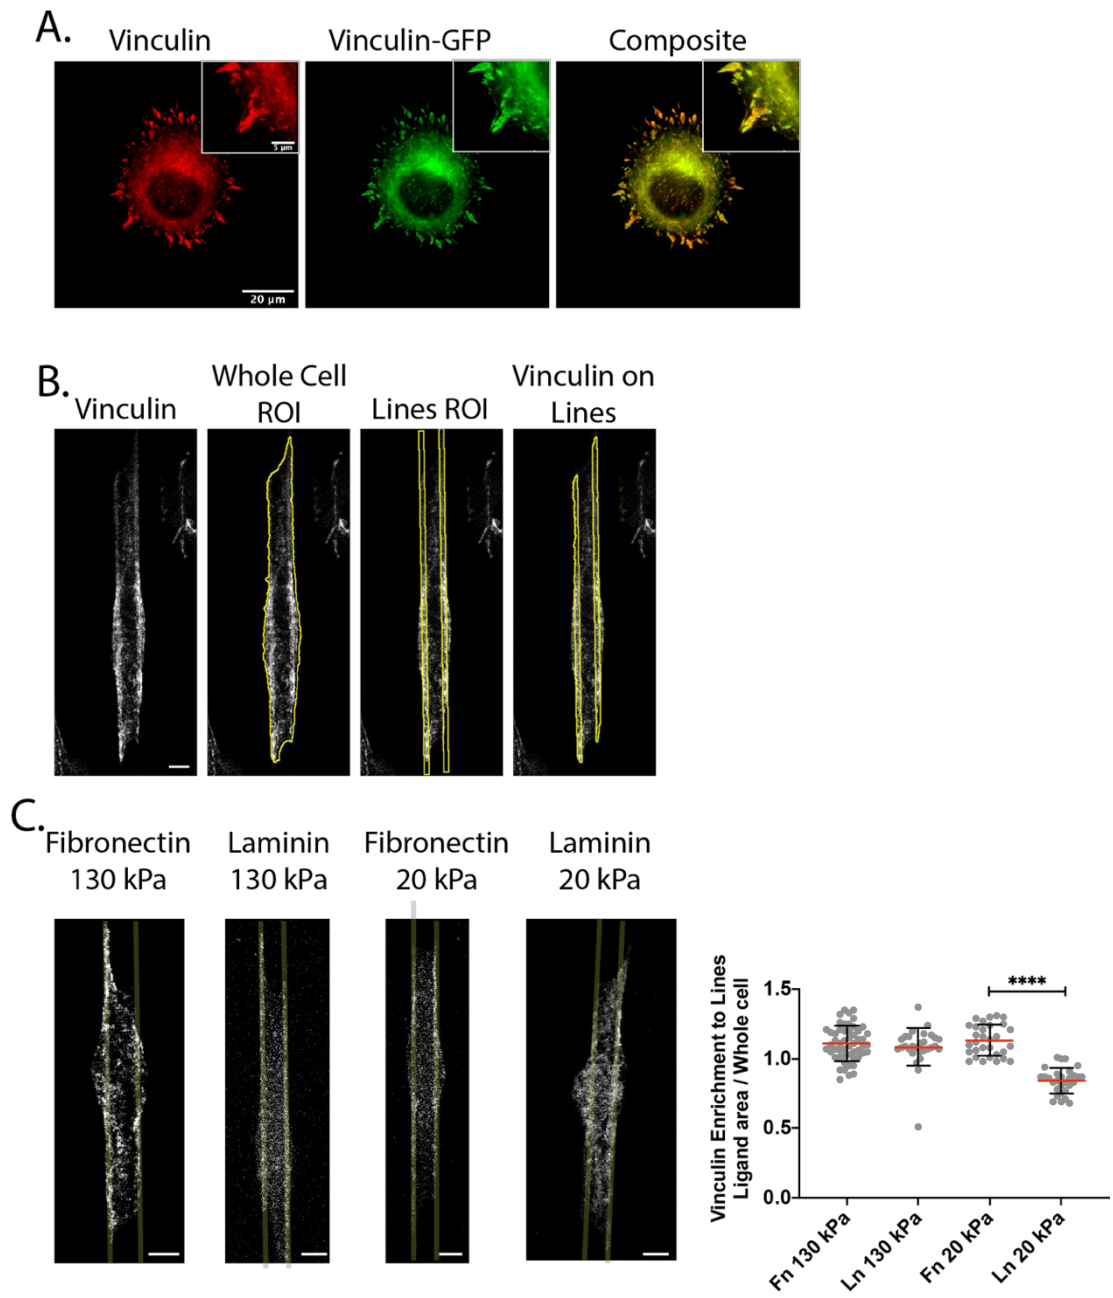 A.
Vinculin
Vinculin-GFP
Composite
5 μm
20 μm
B.
Vinculin
Whole Cell
ROI
Lines ROI
Vinculin on
Lines
C.
Fibronectin
130 kPa
Laminin
130 kPa
Fibronectin
20 kPa
Laminin
20 kPa
Vinculin Enrichment to Lines
Ligand area / Whole cell
1.5
1.0
0.5
0.0
****
Fn 130 kPa
Ln 130 kPa
Fn 20 kPa
Ln 20 kPa